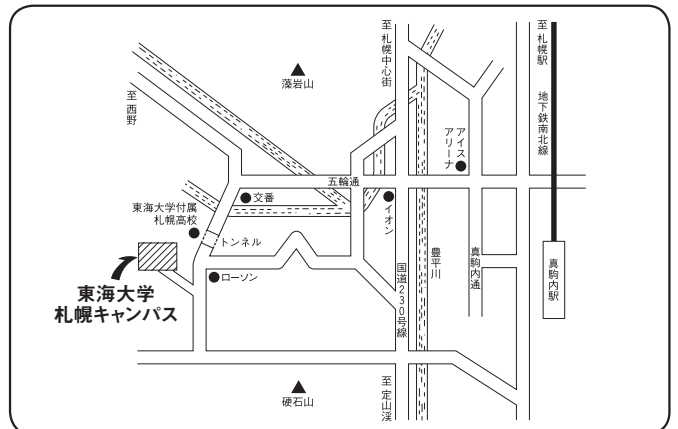 至札幌中心街
至札幌駅
藻岩山
至西野
地下鉄南北線
アイス
アリーナ
五輪通
交番
イオン
東海大学付属
札幌高校
トンネル
ローソン
東海大学
札幌キャンパス
国道230号線
豊平川
真駒内通
真駒内駅
硬石山
至定山渓